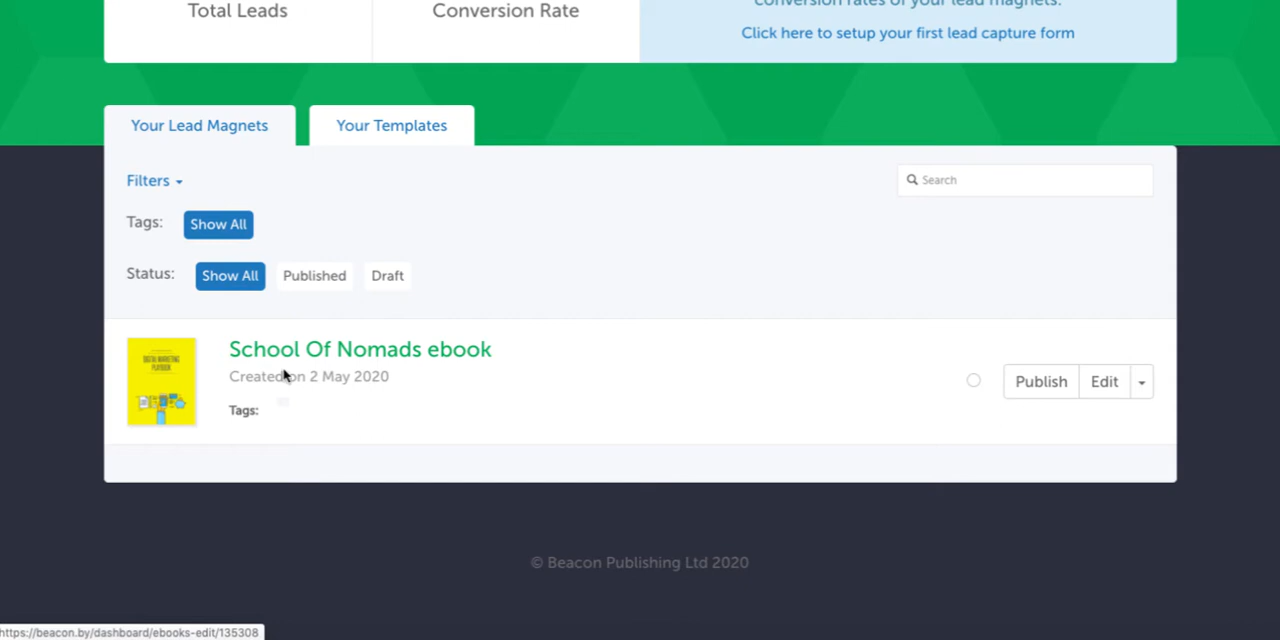 Total Leads
Conversion Rate
conversion rates of your lead magnets.
Click here to setup your first lead capture form
Your Lead Magnets
Your Templates
Filters
Search
Tags:
Show All
Status:
Show All
Published
Draft
DIGITAL MARKETING
PLAYBOOK
School Of Nomads ebook
Created on 2 May 2020
Tags:
Publish
Edit
© Beacon Publishing Ltd 2020
https://beacon.by/dashboard/ebooks-edit/135308